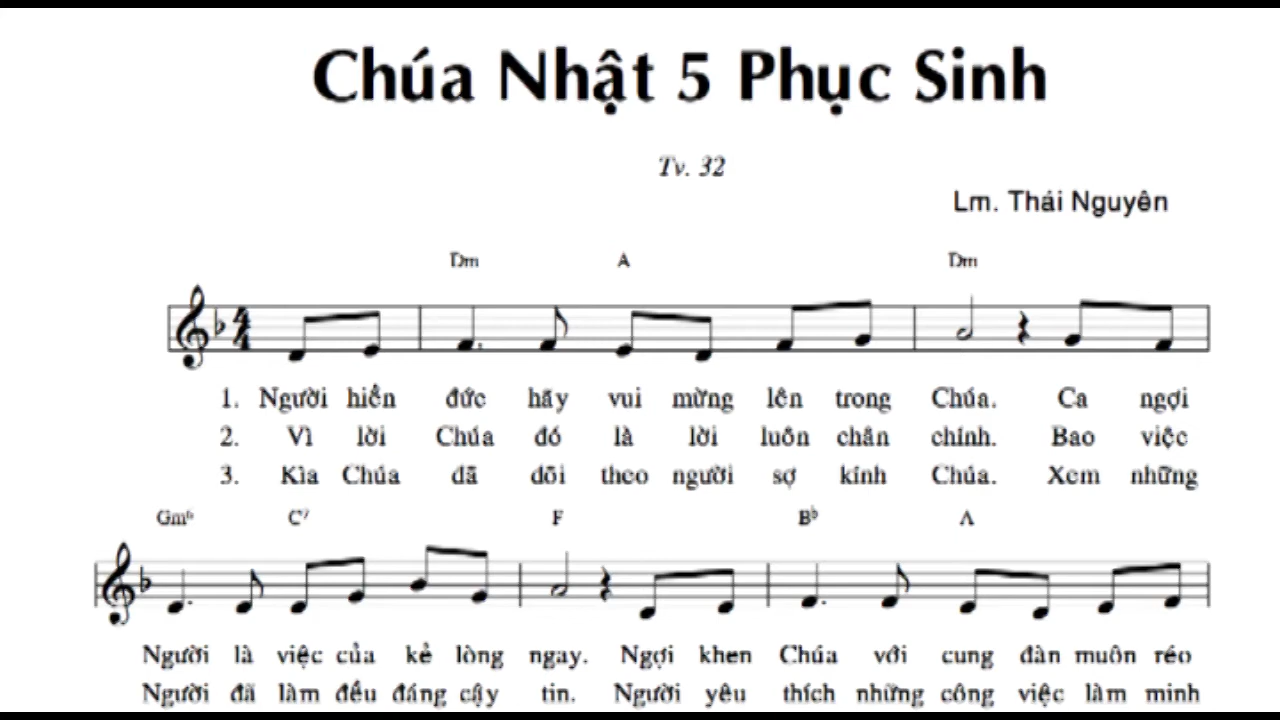 Chúa Nhật 5 Phục Sinh
Tv. 32
Lm. Thái Nguyên
Dm A Dm
1. Người hiền đức hãy vui mừng lên trong Chúa. Ca ngợi
2. Vì lời Chúa đó là lời luôn chân chính. Bao việc
3. Kìa Chúa đã dõi theo người sợ kính Chúa. Xem những
Gm6 C7 F Bb A
Người là việc của kẻ lòng ngay. Ngợi khen Chúa với cung đàn muôn réo
Người đã làm đều đáng cậy tin. Người yêu thích những công việc làm minh